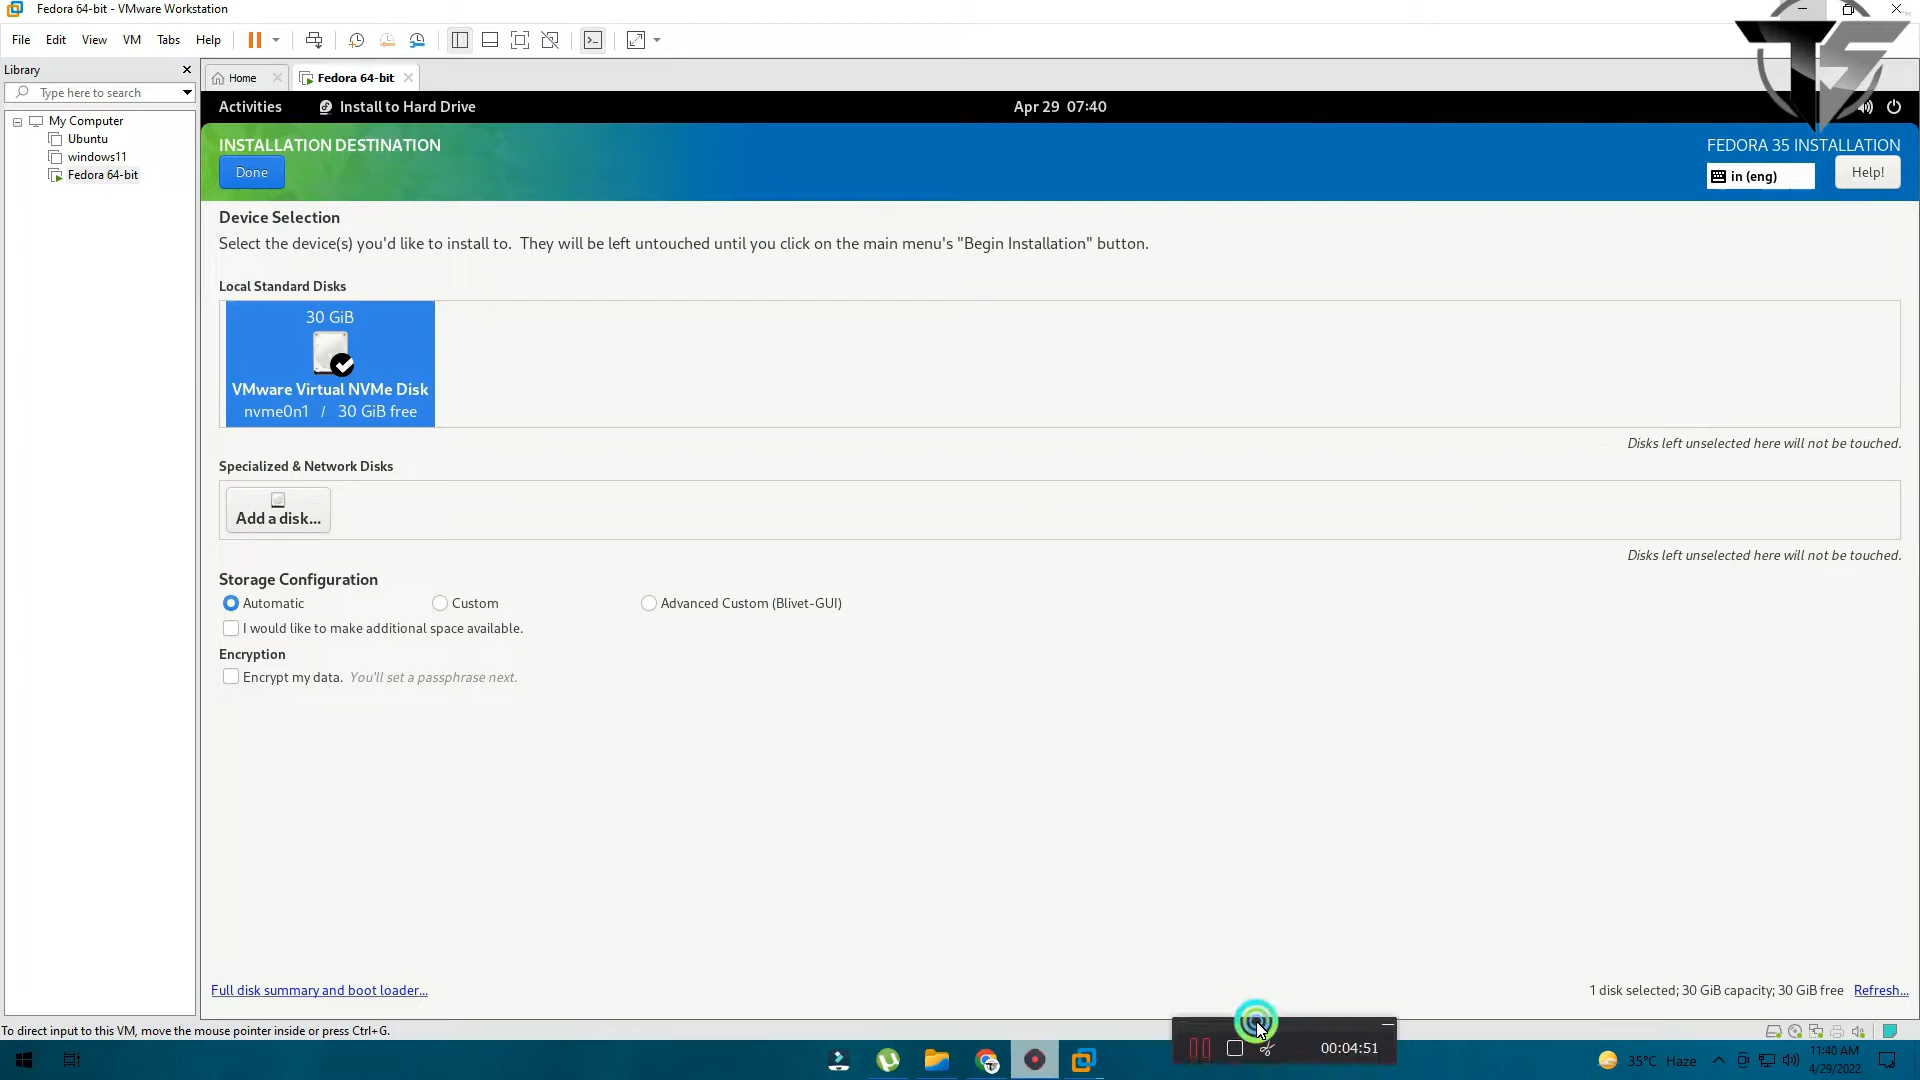 Fedora 64-bit - VMware Workstation
File Edit View VM Tabs Help
Library
Type here to search
My Computer
Ubuntu
windows11
Fedora 64-bit
Home
Fedora 64-bit
Activities Install to Hard Drive Apr 29 07:40
INSTALLATION DESTINATION
Done
FEDORA 35 INSTALLATION
in (eng)
Help!
Device Selection
Select the device(s) you'd like to install to. They will be left untouched until you click on the main menu's "Begin Installation" button.
Local Standard Disks
30 GiB
VMware Virtual NVMe Disk
nvme0n1 / 30 GiB free
Disks left unselected here will not be touched.
Specialized & Network Disks
Add a disk...
Disks left unselected here will not be touched.
Storage Configuration
Automatic Custom Advanced Custom (Blivet-GUI)
I would like to make additional space available.
Encryption
Encrypt my data. You'll set a passphrase next.
Full disk summary and boot loader...
1 disk selected; 30 GiB capacity; 30 GiB free Refresh...
To direct input to this VM, move the mouse pointer inside or press Ctrl+G.
00:04:51
35°C Haze
11:40 AM
4/29/2022